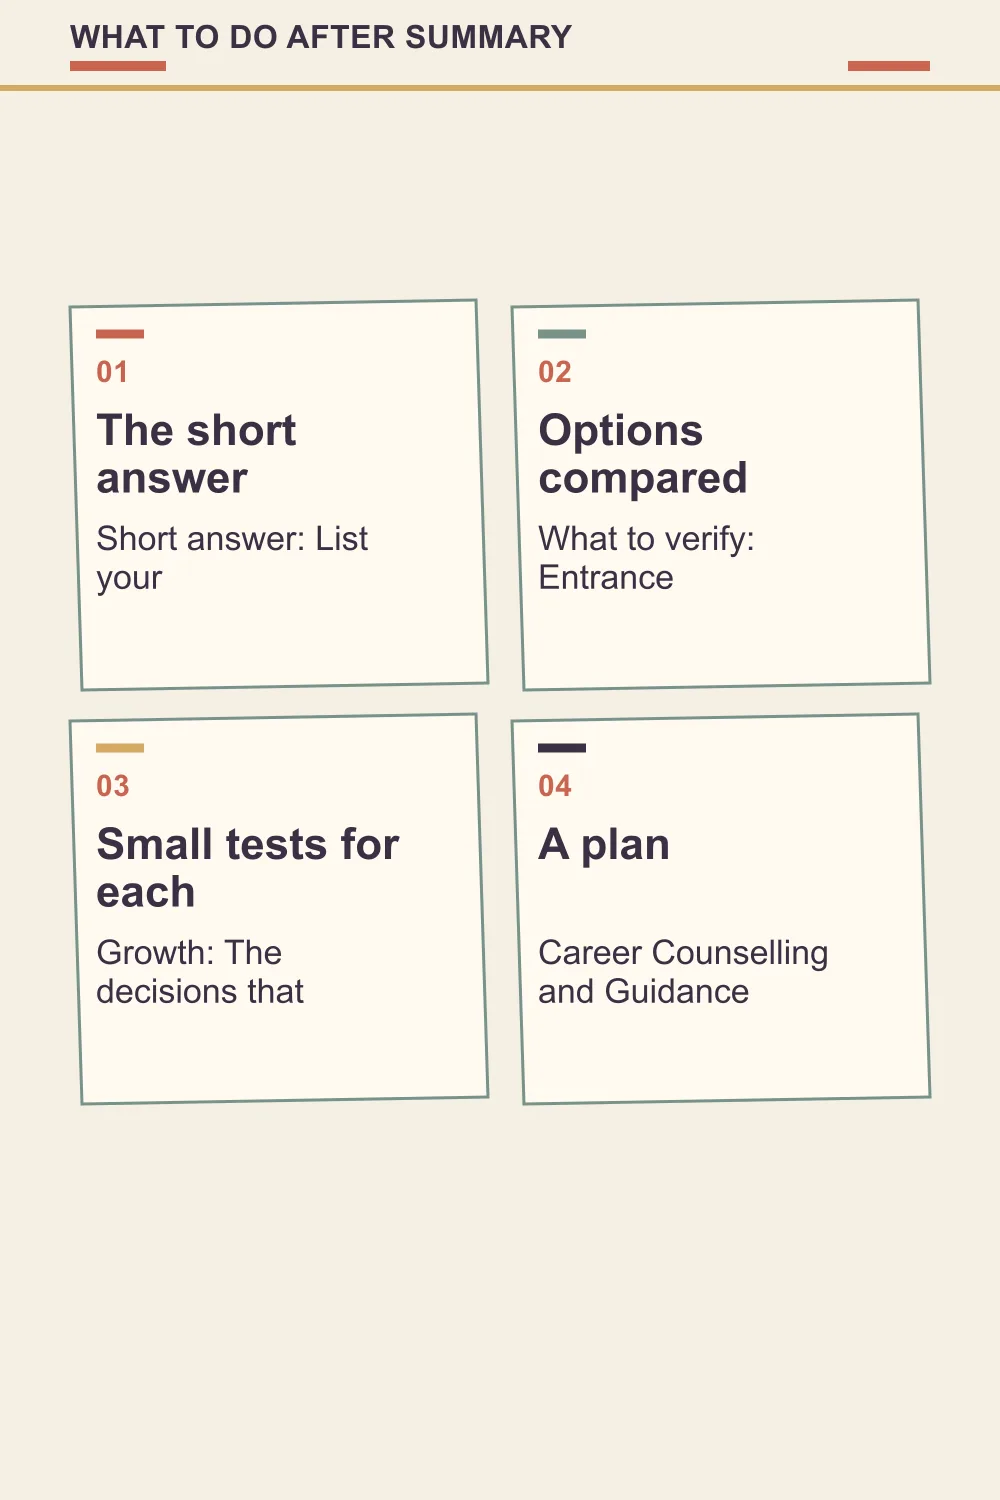 WHAT TO DO AFTER SUMMARY
01
The short
answer
Short answer: List
your
02
Options
compared
What to verify:
Entrance
03
Small tests for
each
Growth: The
decisions that
04
A plan
Career Counselling
and Guidance